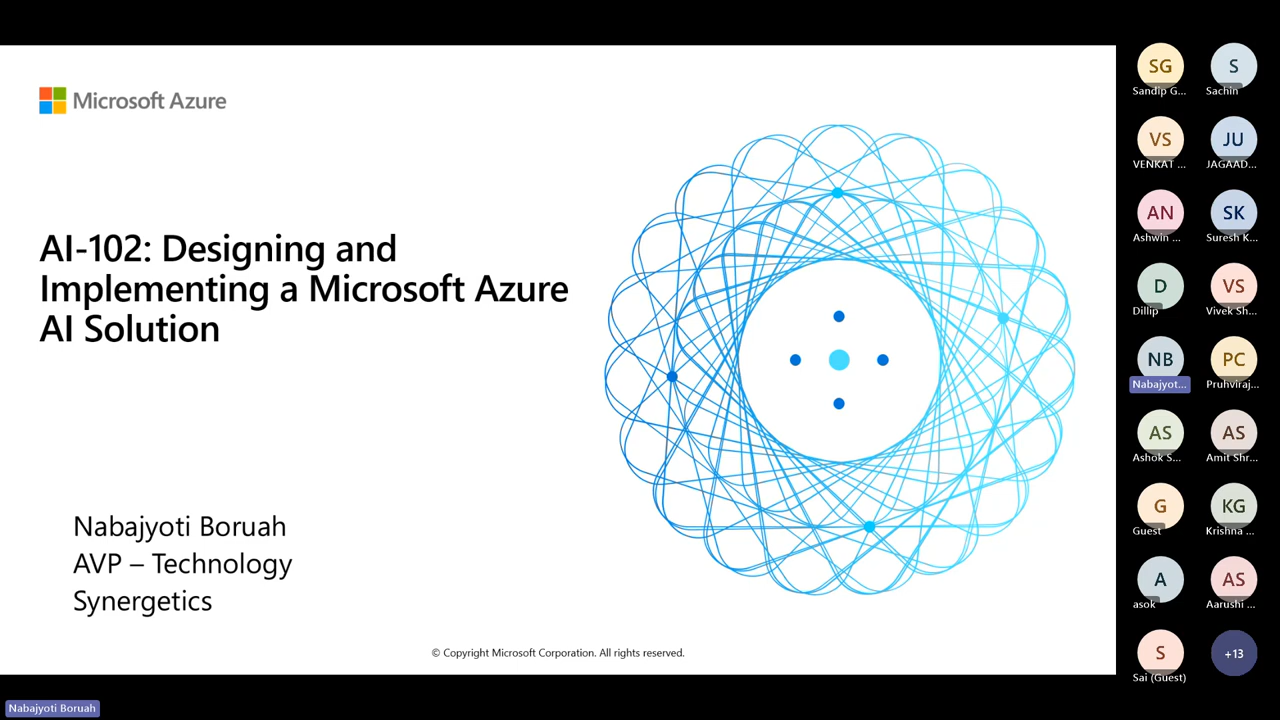 Microsoft Azure
AI-102: Designing and
Implementing a Microsoft Azure
AI Solution
Nabajyoti Boruah
AVP – Technology
Synergetics
© Copyright Microsoft Corporation. All rights reserved.
SG
Sandip G...
S
Sachin
VS
VENKAT ...
JU
JAGAAD...
AN
Ashwin ...
SK
Suresh K...
D
Dillip
VS
Vivek Sh...
NB
Nabajyot...
PC
Pruhviraj...
AS
Ashok S...
AS
Amit Shr...
G
Guest
KG
Krishna ...
A
asok
AS
Aarushi ...
S
Sai (Guest)
+13
Nabajyoti Boruah